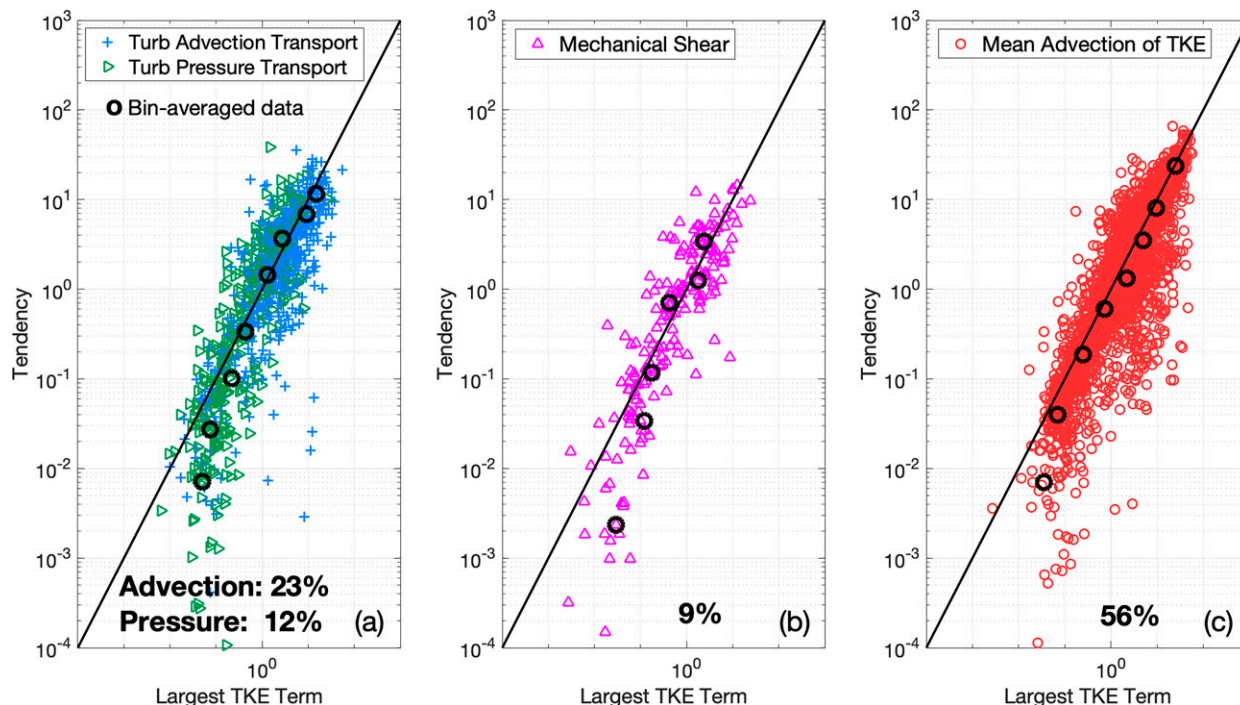 10^3
10^2
10^1
10^0
10^-1
10^-2
10^-3
10^-4
Tendency
Turb Advection Transport
Turb Pressure Transport
Bin-averaged data
Advection: 23%
Pressure: 12%
(a)
10^0
Largest TKE Term
10^3
10^2
10^1
10^0
10^-1
10^-2
10^-3
10^-4
Tendency
Mechanical Shear
9%
(b)
10^0
Largest TKE Term
10^3
10^2
10^1
10^0
10^-1
10^-2
10^-3
10^-4
Tendency
Mean Advection of TKE
56%
(c)
10^0
Largest TKE Term